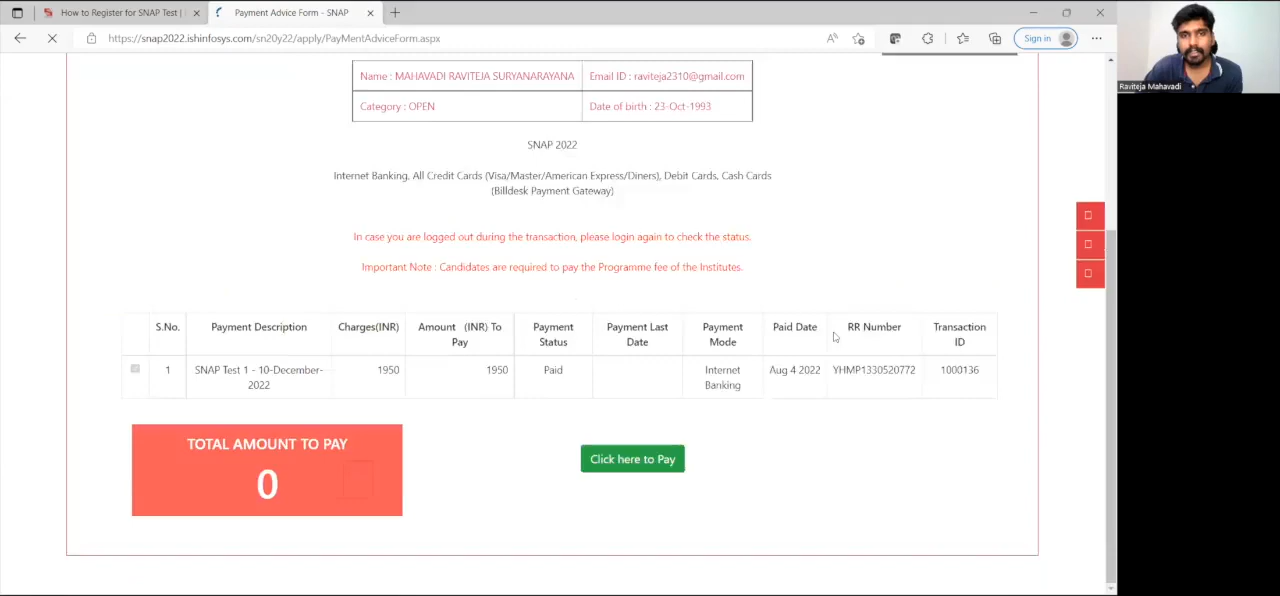 How to Register for SNAP Test |
Payment Advice Form - SNAP
https://snap2022.ishinfosys.com/sn20y22/apply/PayMentAdviceForm.aspx
Sign in
Raviteja Mahavadi
Name : MAHAVADI RAVITEJA SURYANARAYANA
Email ID : raviteja2310@gmail.com
Category : OPEN
Date of birth : 23-Oct-1993
SNAP 2022
Internet Banking, All Credit Cards (Visa/Master/American Express/Diners), Debit Cards, Cash Cards
(Billdesk Payment Gateway)
In case you are logged out during the transaction, please login again to check the status.
Important Note : Candidates are required to pay the Programme fee of the Institutes.
S.No. Payment Description Charges(INR) Amount (INR) To Payment Payment Last Payment Paid Date RR Number Transaction
Pay Status Date Mode ID
1 SNAP Test 1 - 10-December- 1950 1950 Paid Internet Aug 4 2022 YHMP1330520772 1000136
2022 Banking
TOTAL AMOUNT TO PAY
0
Click here to Pay